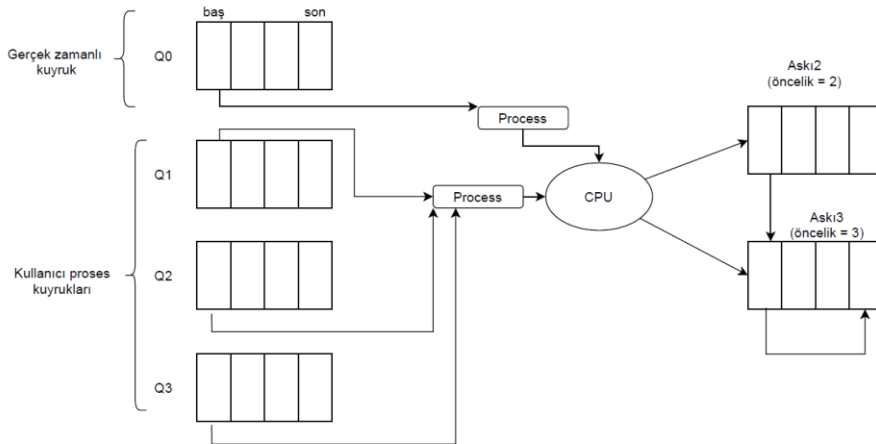 baş
son
Gerçek zamanlı
kuyruk
Q0
Askı2
(öncelik = 2)
Process
Q1
Process
CPU
Askı3
(öncelik = 3)
Kullanıcı proses
kuyrukları
Q2
Q3